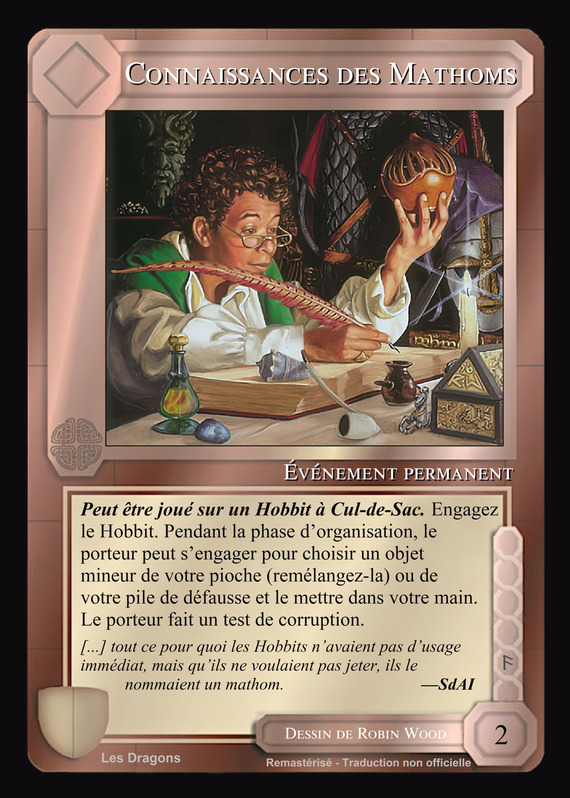 Connaissances des Mathoms
Événement permanent
Peut être joué sur un Hobbit à Cul-de-Sac. Engagez
le Hobbit. Pendant la phase d’organisation, le
porteur peut s’engager pour choisir un objet
mineur de votre pioche (remélangez-la) ou de
votre pile de défausse et le mettre dans votre main.
Le porteur fait un test de corruption.
[...] tout ce pour quoi les Hobbits n’avaient pas d’usage
immédiat, mais qu’ils ne voulaient pas jeter, ils le
nommaient un mathom. —SdAI
ᚨ
Dessin de Robin Wood
2
Les Dragons
Remastérisé - Traduction non officielle